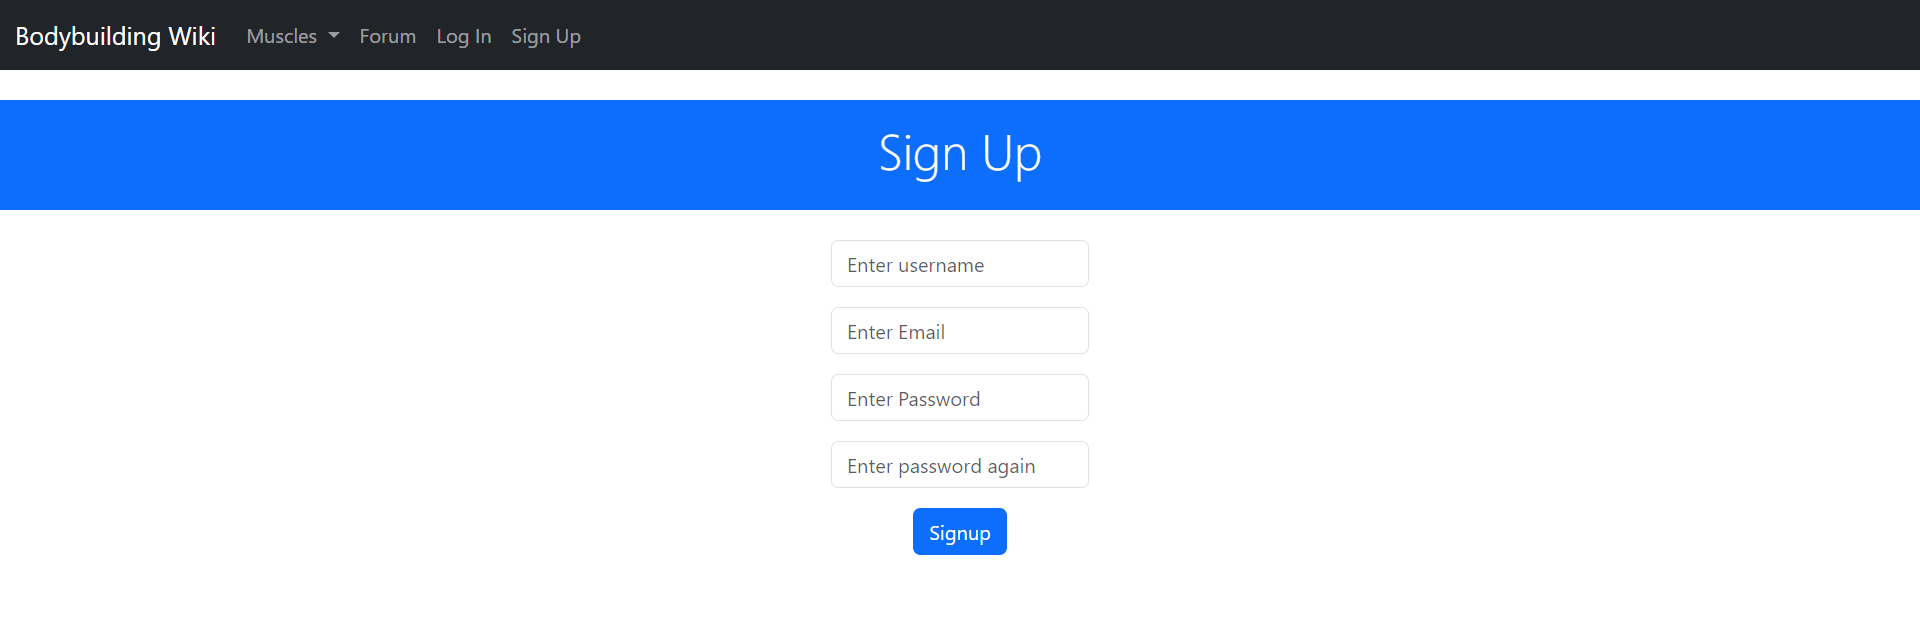 Bodybuilding Wiki Muscles Forum Log In Sign Up
Sign Up
Enter username
Enter Email
Enter Password
Enter password again
Signup